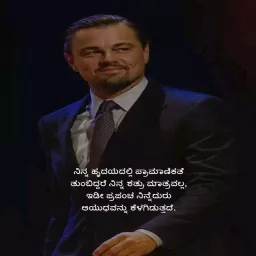 ನಿನ್ನ ಹೃದಯದಲ್ಲಿ ಪ್ರಾಮಾಣಿಕತೆ
ತುಂಬಿದ್ದರೆ ನಿನ್ನ ಶತ್ರು ಮಾತ್ರವಲ್ಲ,
ಇಡೀ ಪ್ರಪಂಚ ನಿನ್ನೆದುರು
ಆಯುಧವನ್ನು ಕೆಳಗಿಡುತ್ತದೆ.